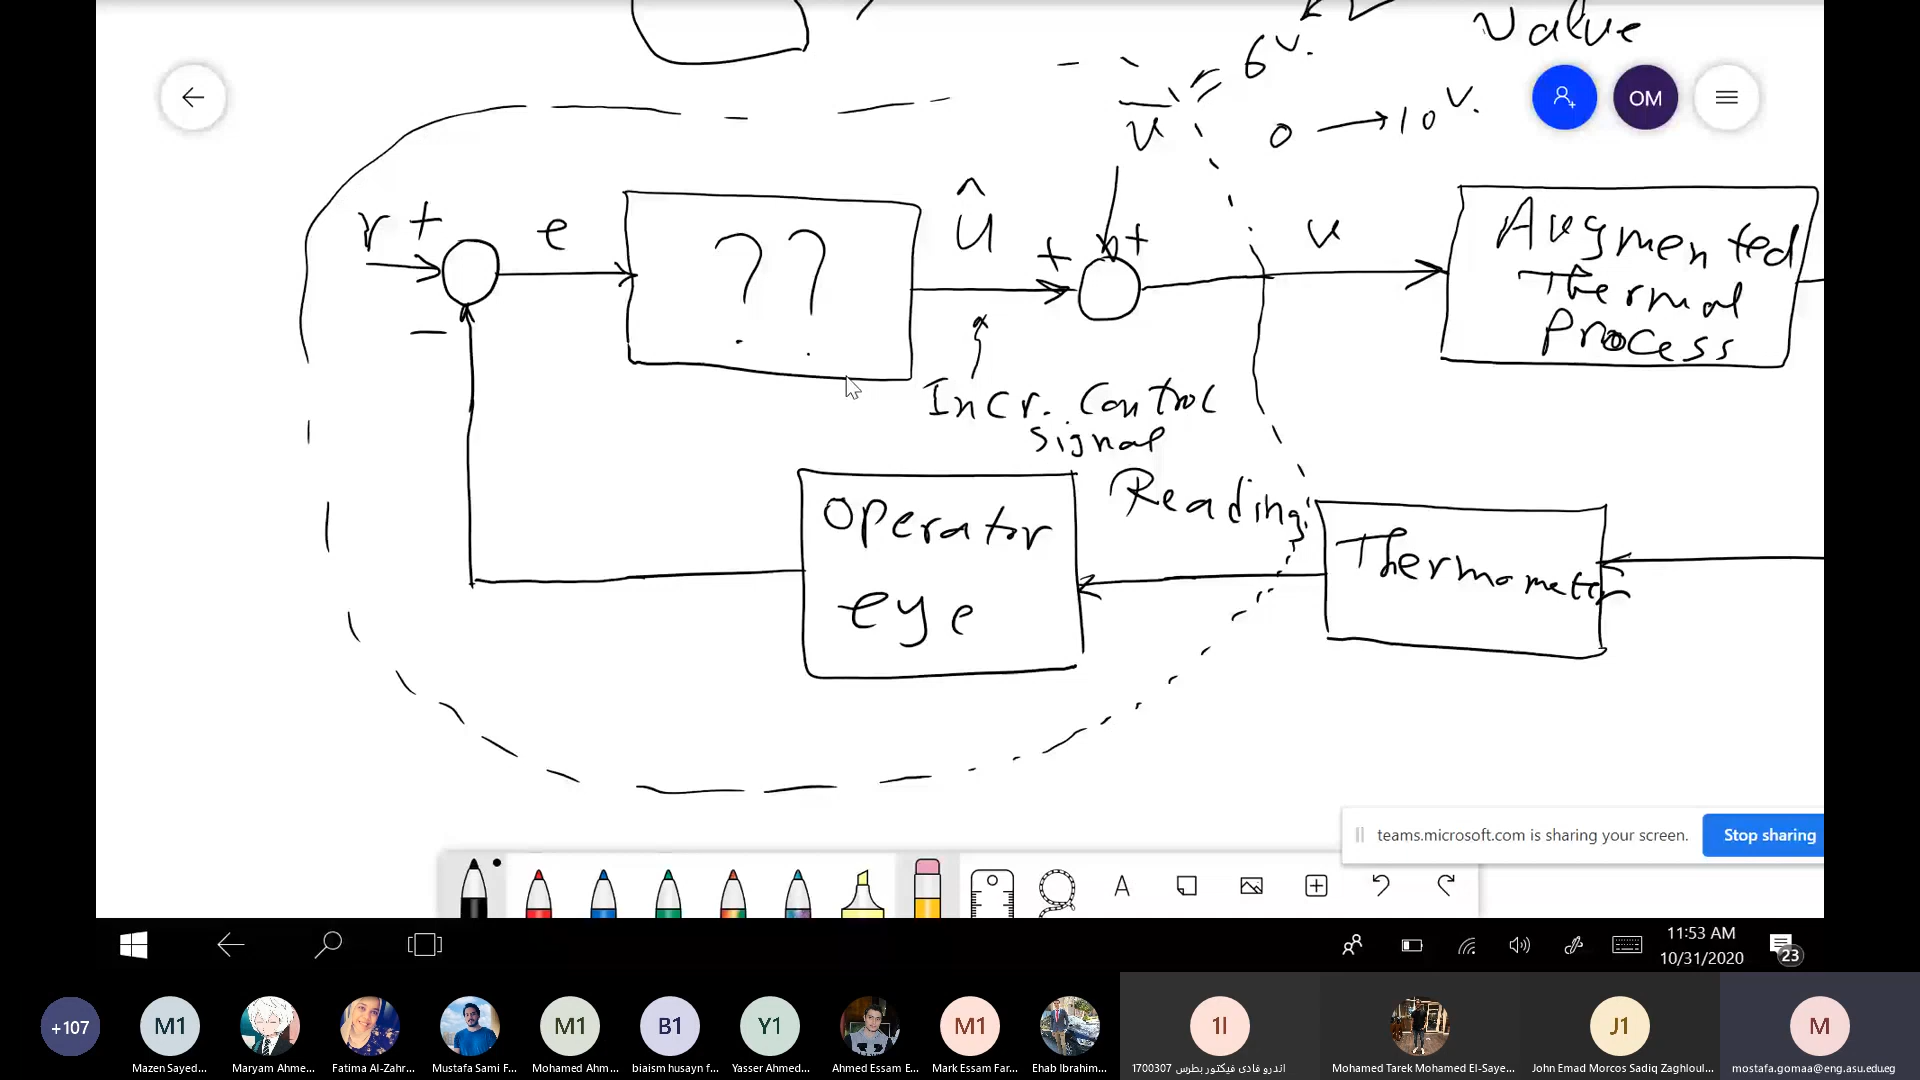 Value
= 6 V.
u
0 → 10 V.
OM
r +
e
û
+
+
u
??
Augmented
Thermal
Process
−
Incr. Control
Signal
Reading
Operator
eye
Thermometer
teams.microsoft.com is sharing your screen.
Stop sharing
A
11:53 AM
10/31/2020
23
+107
M1
M1
B1
Y1
M1
1I
J1
M
Mazen Sayed...
Maryam Ahme...
Fatima Al-Zahr...
Mustafa Sami F...
Mohamed Ahm...
biaism husayn f...
Yasser Ahmed...
Ahmed Essam E...
Mark Essam Far...
Ehab Ibrahim...
1700307 اندرو فادى فيكتور بطرس
Mohamed Tarek Mohamed El-Saye...
John Emad Morcos Sadiq Zaghloul...
mostafa.gomaa@eng.asu.edu.eg